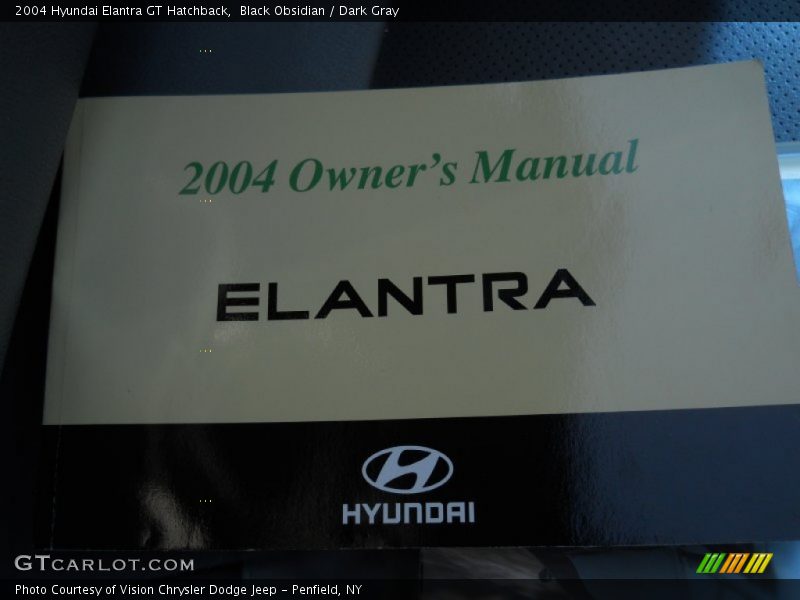 2004 Hyundai Elantra GT Hatchback,  Black Obsidian / Dark Gray
2004 Owner's Manual
ELANTRA
HYUNDAI
GTCARLOT.COM
Photo Courtesy of Vision Chrysler Dodge Jeep - Penfield, NY